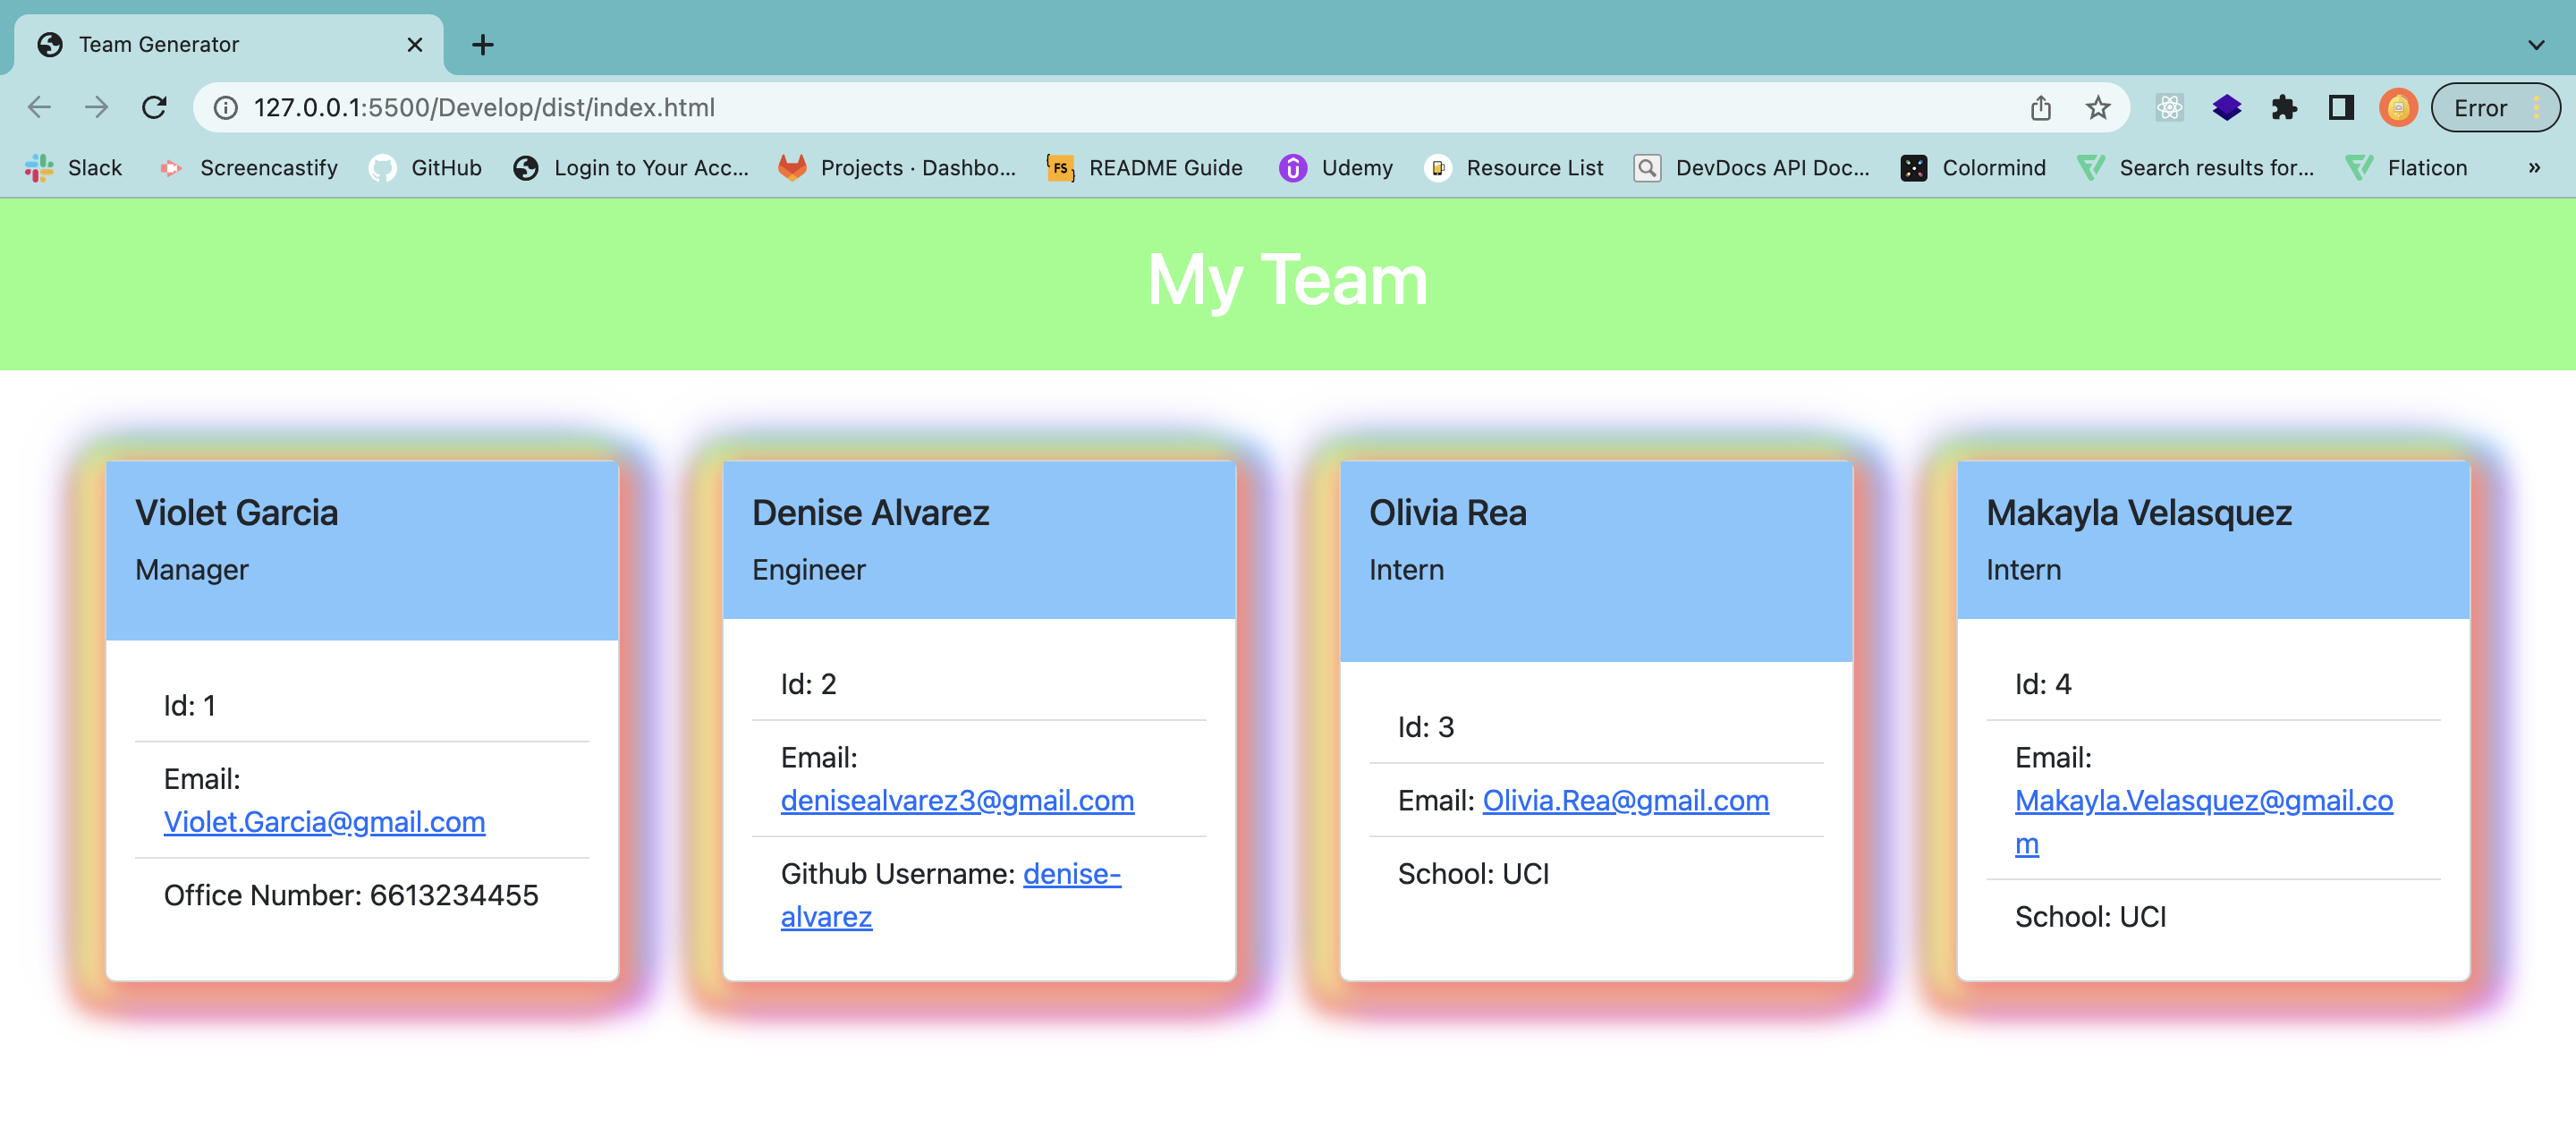 Team Generator
127.0.0.1:5500/Develop/dist/index.html
Error
Slack
Screencastify
GitHub
Login to Your Acc...
Projects · Dashbo...
FS
README Guide
Udemy
Resource List
DevDocs API Doc...
Colormind
Search results for...
Flaticon
»
My Team
Violet Garcia
Manager
Id: 1
Email:
Violet.Garcia@gmail.com
Office Number: 6613234455
Denise Alvarez
Engineer
Id: 2
Email:
denisealvarez3@gmail.com
Github Username: denise-
alvarez
Olivia Rea
Intern
Id: 3
Email: Olivia.Rea@gmail.com
School: UCI
Makayla Velasquez
Intern
Id: 4
Email:
Makayla.Velasquez@gmail.co
m
School: UCI